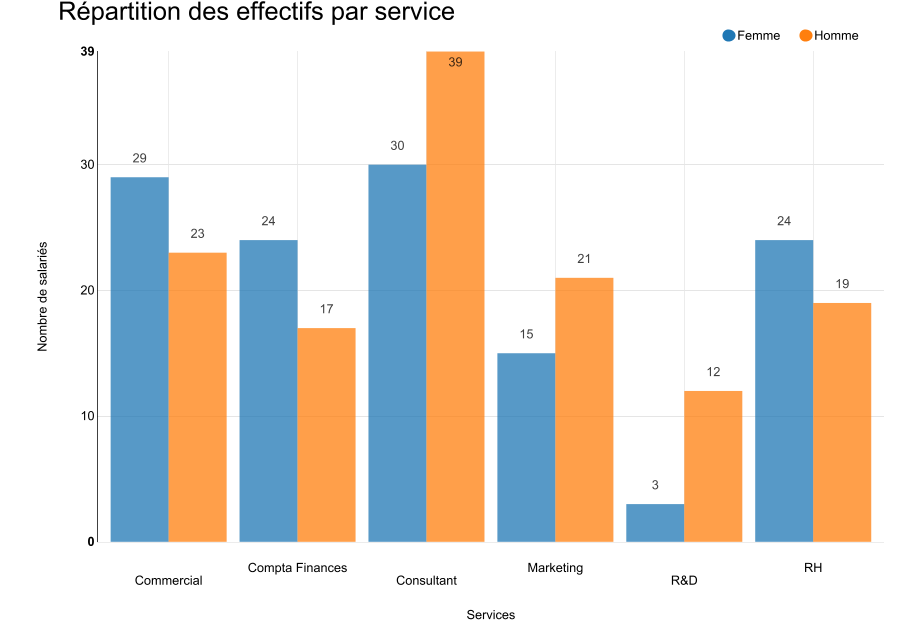 Répartition des effectifs par service
Femme Homme
39
30
20
10
0
Nombre de salariés
29
23
24
17
30
39
15
21
3
12
24
19
Commercial
Compta Finances
Consultant
Marketing
R&D
RH
Services